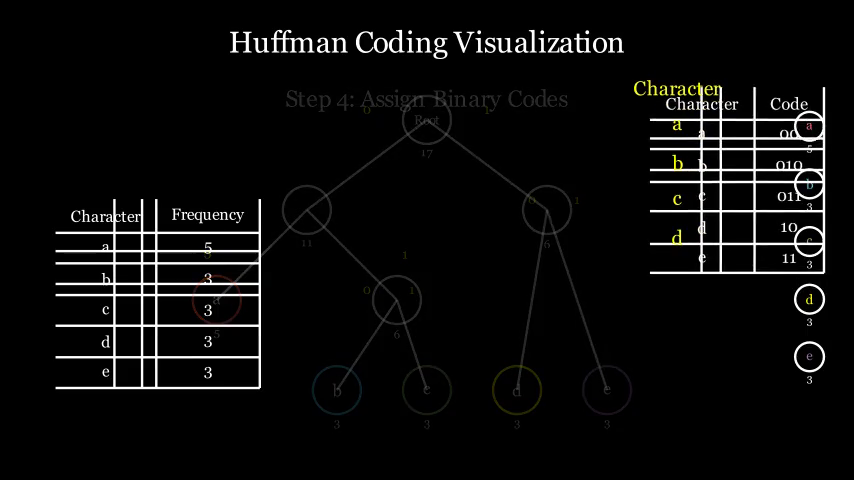 Huffman Coding Visualization
Step 4: Assign Binary Codes
Character Frequency
a 5
b 3
c 3
d 3
e 3
0 1
Root
17
11
0 1
6
a
5
0
1
0 1
6
b c d e
3 3 3 3
Character
Character Code
a a 00
b b 010
c c 011
d d 10
e 11
a
5
b
3
c
3
d
3
e
3